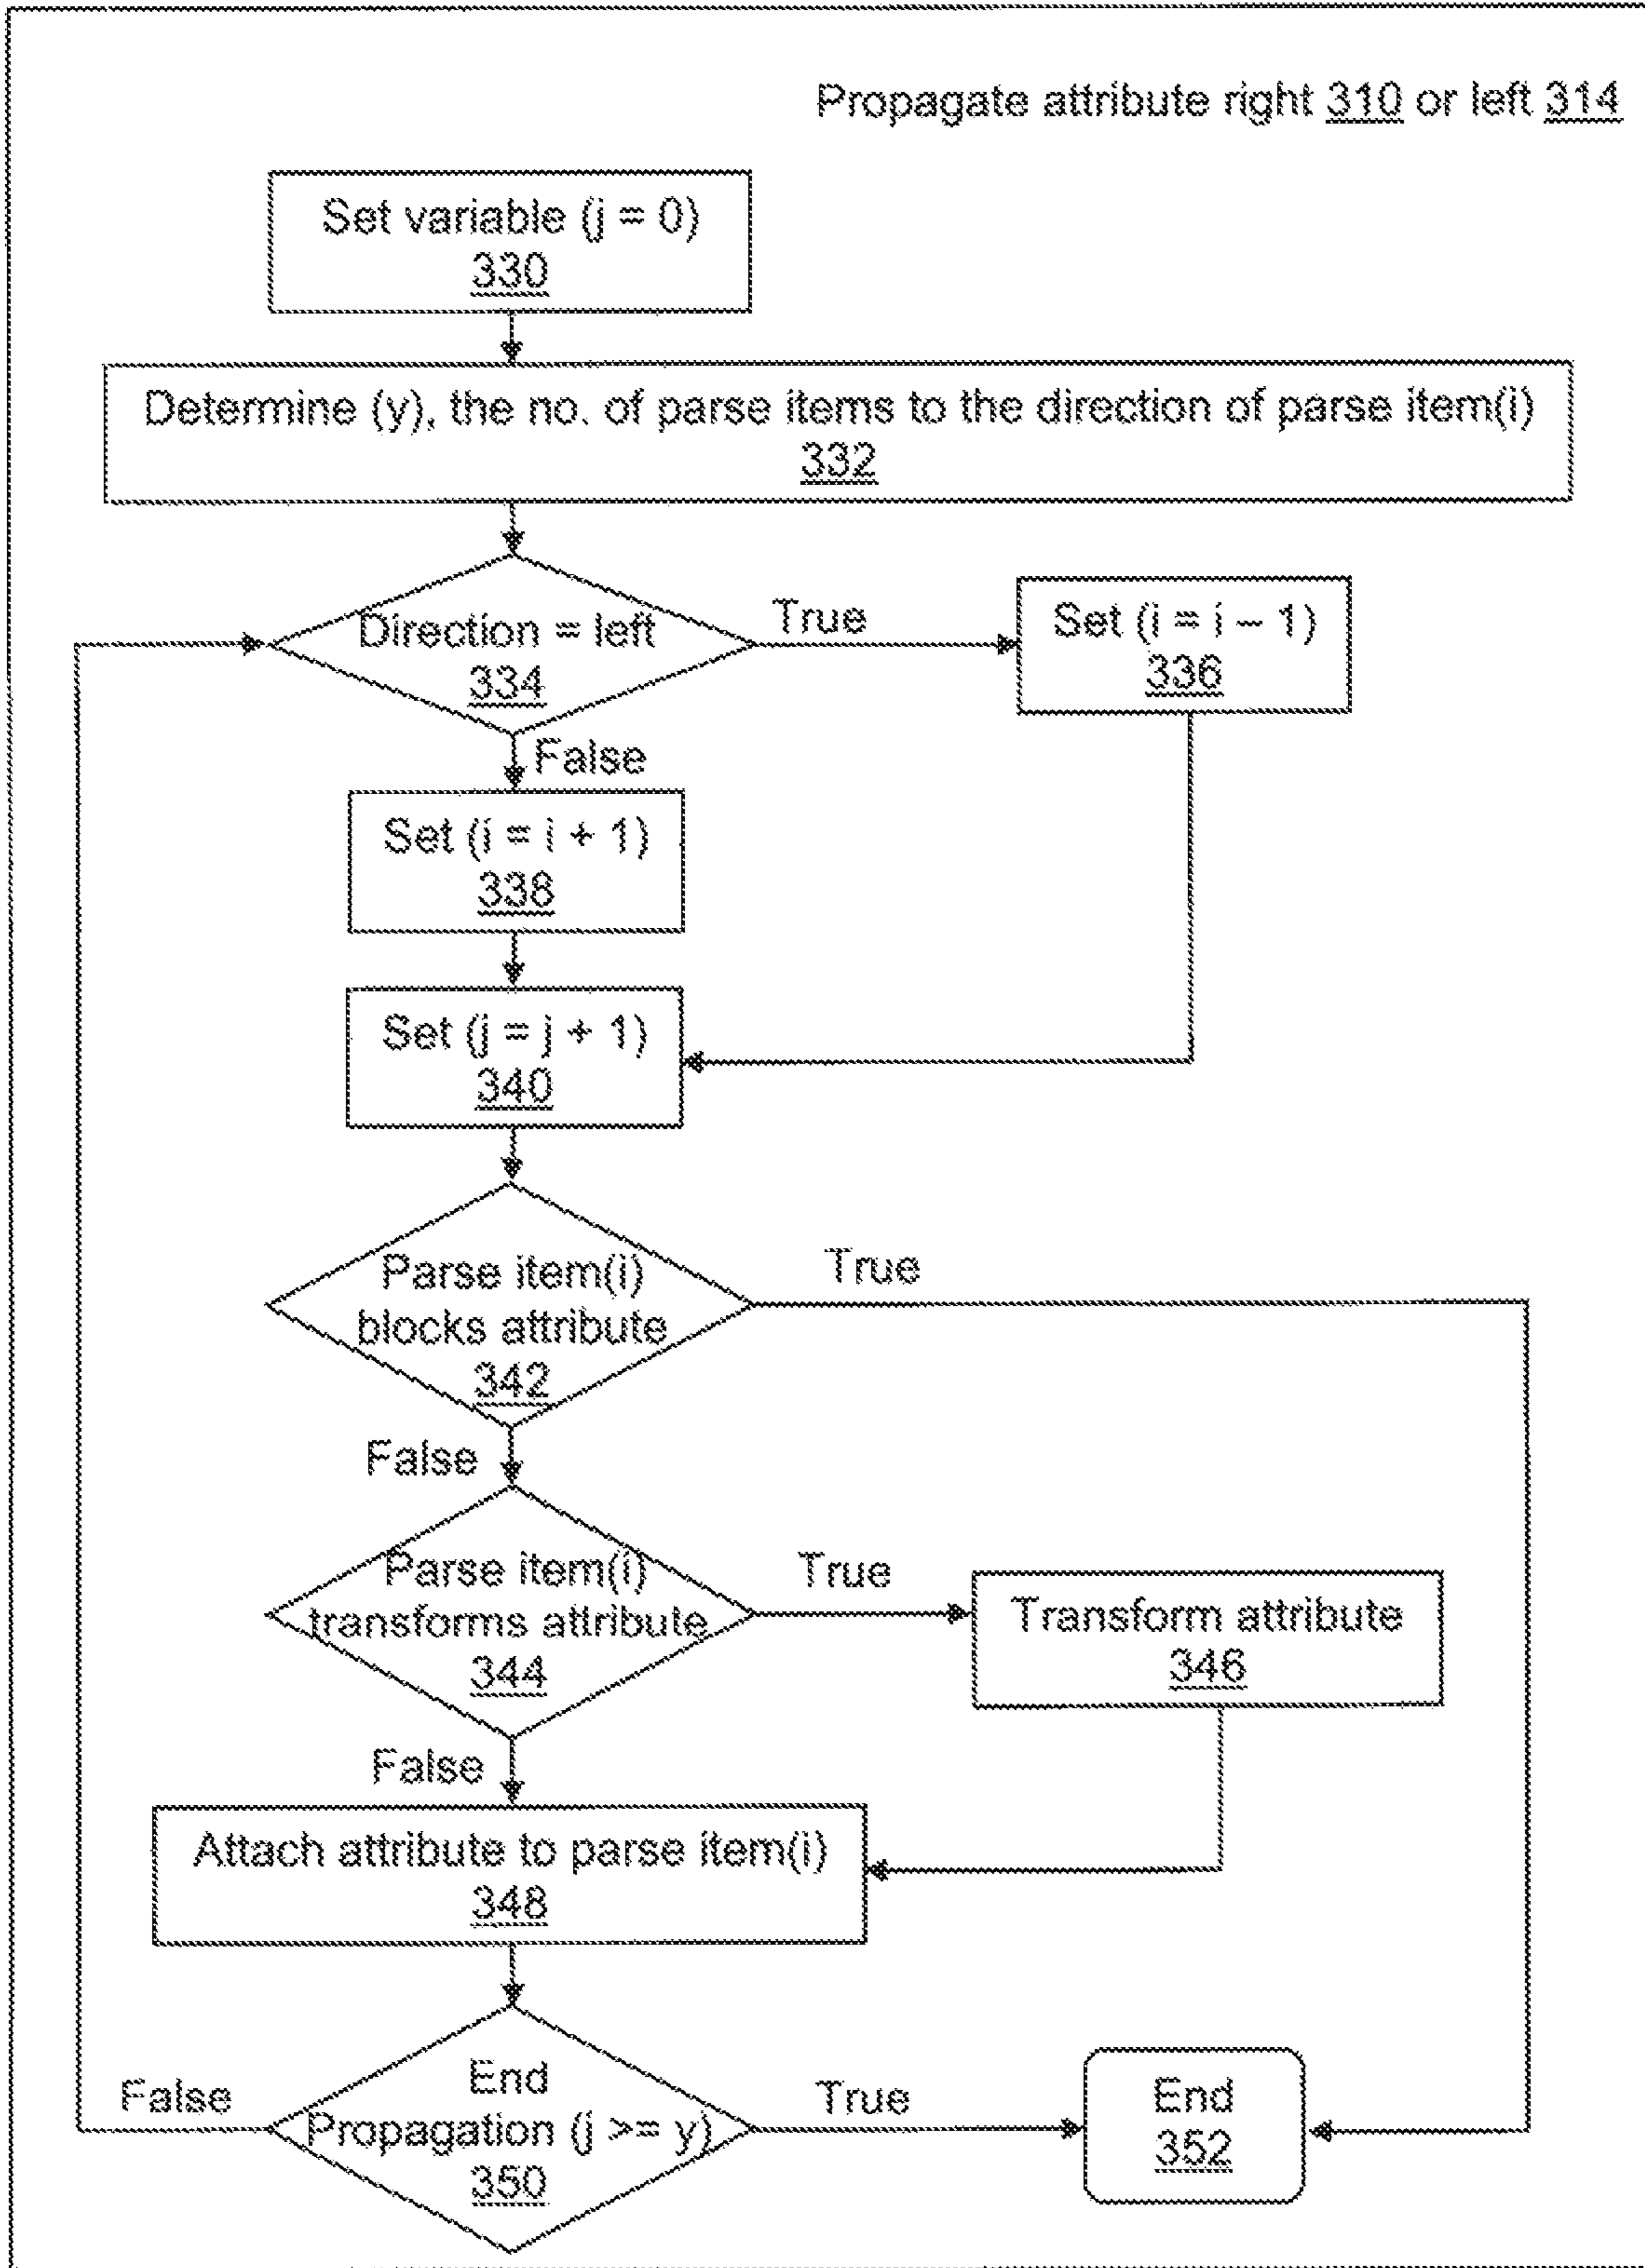 Propagate attribute right 310 or left 314
Set variable (j = 0)
330
Determine (y), the no. of parse items to the direction of parse item(i)
332
Direction = left
334
True
Set (i = i – 1)
336
False
Set (i = i + 1)
338
Set (j = j + 1)
340
Parse item(i)
blocks attribute
342
True
False
Parse item(i)
transforms attribute
344
True
Transform attribute
346
False
Attach attribute to parse item(i)
348
End
Propagation (j >= y)
350
False
True
End
352